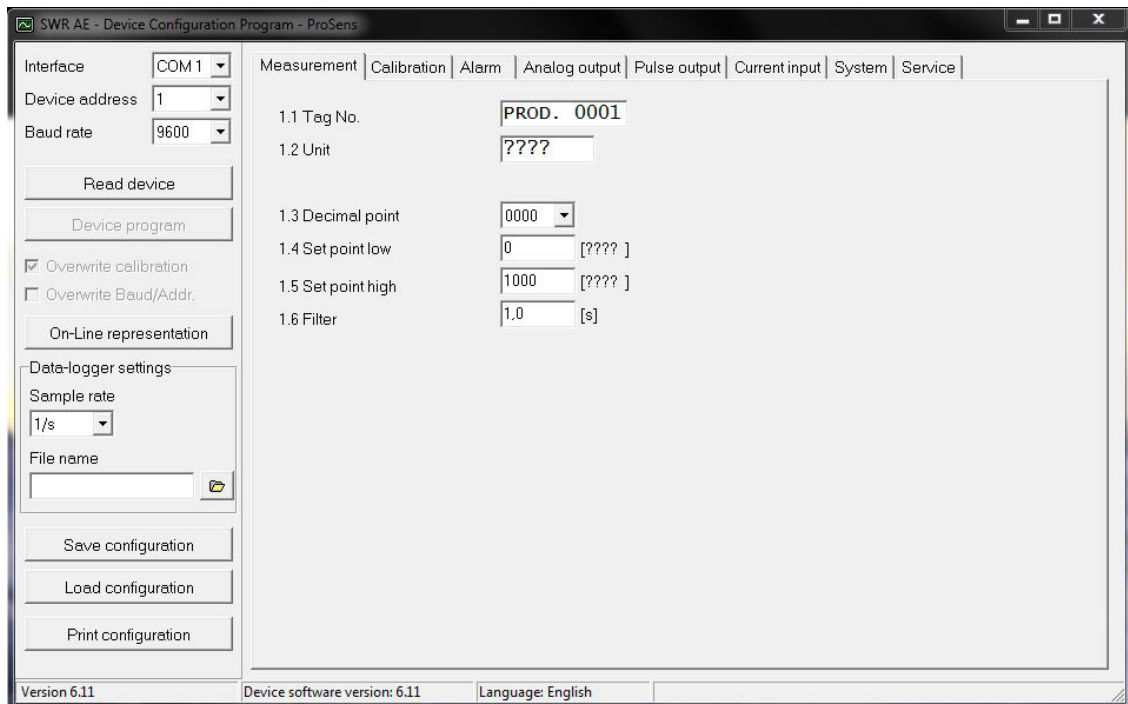 SWR AE - Device Configuration Program - ProSens
Interface
COM 1
Device address
1
Baud rate
9600
Read device
Device program
Overwrite calibration
Overwrite Baud/Addr.
On-Line representation
Data-logger settings
Sample rate
1/s
File name
Save configuration
Load configuration
Print configuration
Measurement Calibration Alarm Analog output Pulse output Current input System Service
1.1 Tag No. PROD. 0001
1.2 Unit ????
1.3 Decimal point 0000
1.4 Set point low 0 [???? ]
1.5 Set point high 1000 [???? ]
1.6 Filter 1,0 [s]
Version 6.11 Device software version: 6.11 Language: English